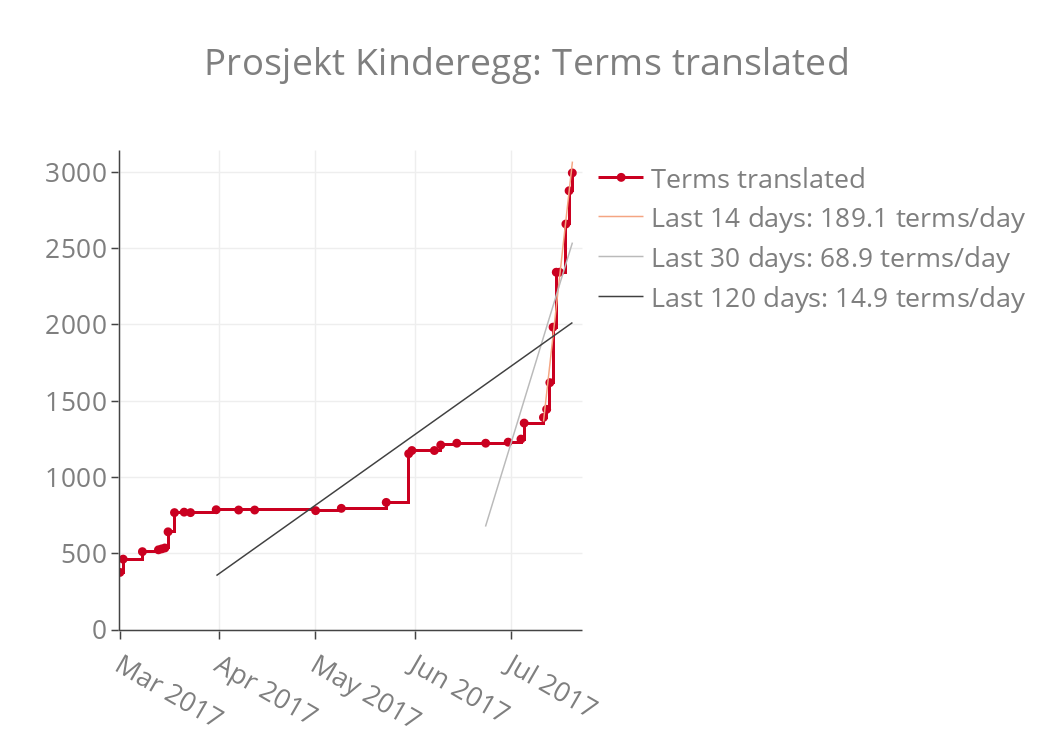 Prosjekt Kinderegg: Terms translated
3000
2500
2000
1500
1000
500
0
Mar 2017
Apr 2017
May 2017
Jun 2017
Jul 2017
Terms translated
Last 14 days: 189.1 terms/day
Last 30 days: 68.9 terms/day
Last 120 days: 14.9 terms/day